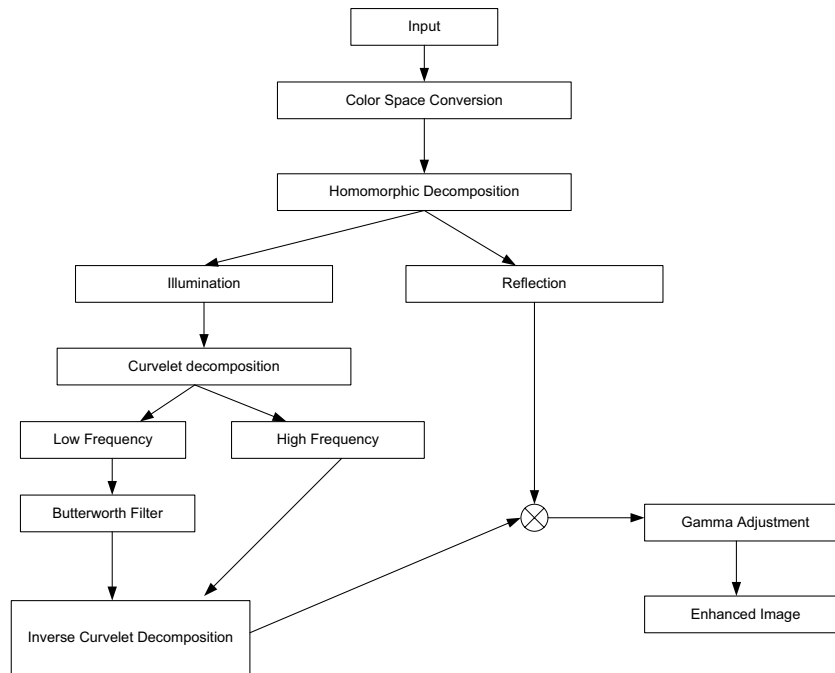 Input
Color Space Conversion
Homomorphic Decomposition
Illumination
Reflection
Curvelet decomposition
Low Frequency
High Frequency
Butterworth Filter
Gamma Adjustment
Inverse Curvelet Decomposition
Enhanced Image